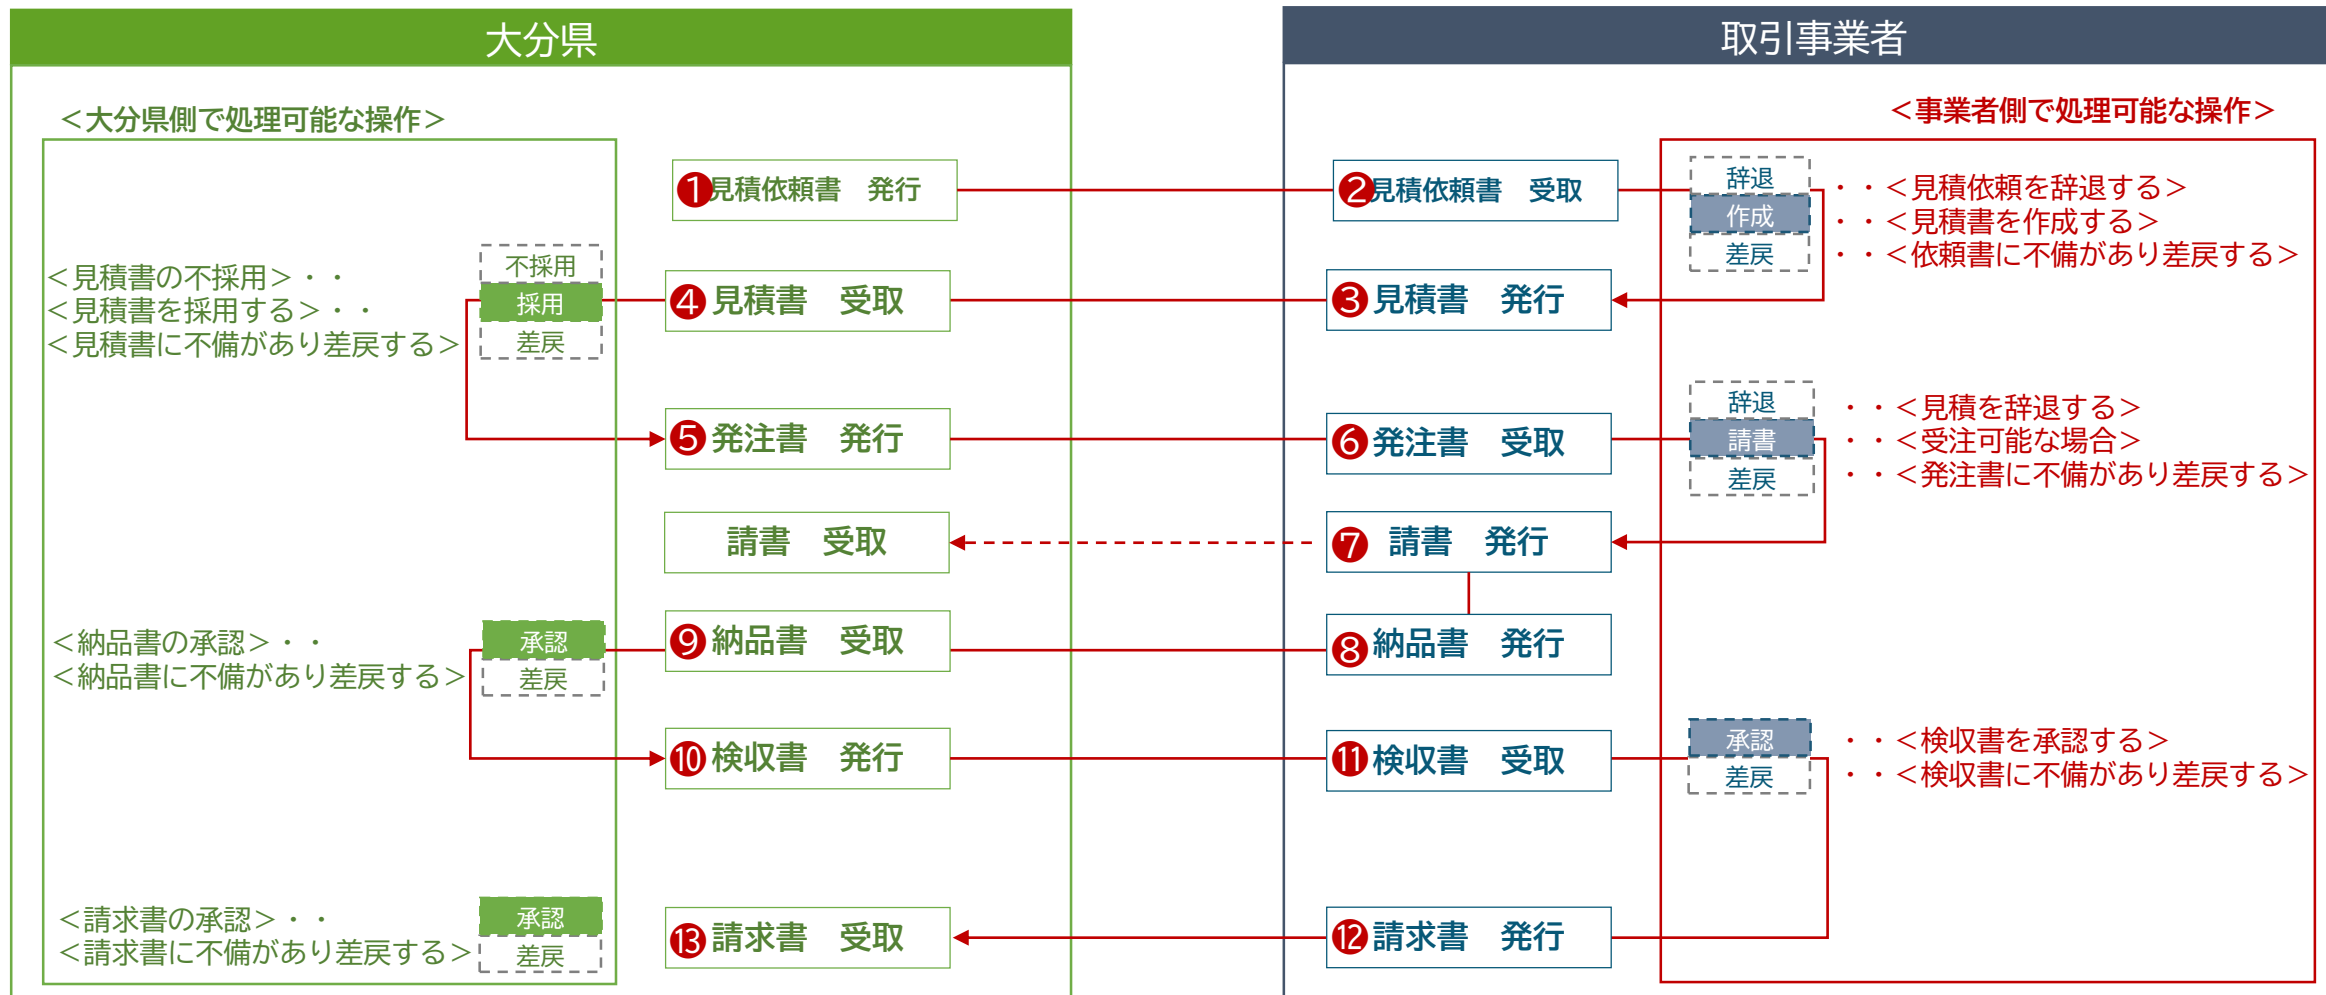 大分県
取引事業者
＜大分県側で処理可能な操作＞
＜事業者側で処理可能な操作＞
❶見積依頼書　発行
❷見積依頼書　受取
辞退
作成
差戻
・・＜見積依頼を辞退する＞
・・＜見積書を作成する＞
・・＜依頼書に不備があり差戻する＞
＜見積書の不採用＞・・
＜見積書を採用する＞・・
＜見積書に不備があり差戻する＞
不採用
採用
差戻
❹見積書　受取
❸見積書　発行
❺発注書　発行
❻発注書　受取
辞退
請書
差戻
・・＜見積を辞退する＞
・・＜受注可能な場合＞
・・＜発注書に不備があり差戻する＞
請書　受取
❼請書　発行
＜納品書の承認＞・・
＜納品書に不備があり差戻する＞
承認
差戻
❾納品書　受取
❽納品書　発行
❿検収書　発行
⓫検収書　受取
承認
差戻
・・＜検収書を承認する＞
・・＜検収書に不備があり差戻する＞
＜請求書の承認＞・・
＜請求書に不備があり差戻する＞
承認
差戻
⓭請求書　受取
⓬請求書　発行